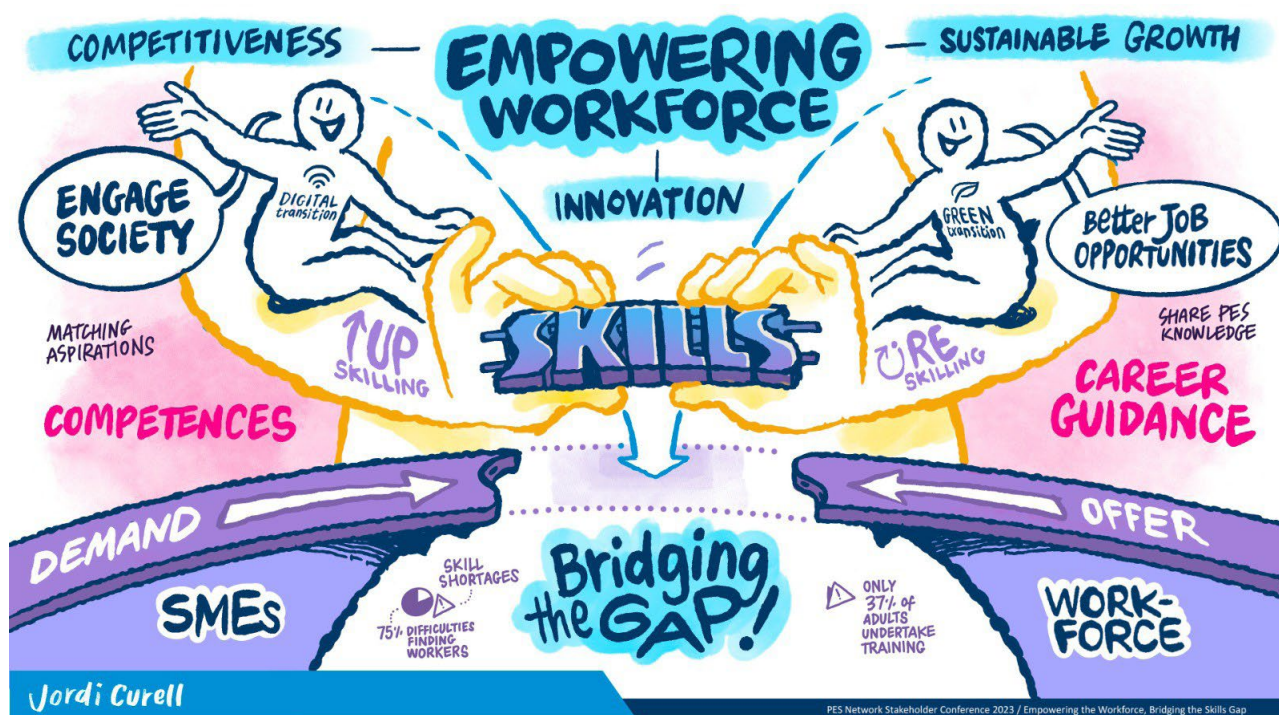 COMPETITIVENESS
EMPOWERING
WORKFORCE
SUSTAINABLE GROWTH
INNOVATION
ENGAGE
SOCIETY
DIGITAL
transition
GREEN
transition
Better JOB
OPPORTUNITIES
MATCHING
ASPIRATIONS
UP
SKILLING
SKILLS
RE
SKILLING
SHARE PES
KNOWLEDGE
COMPETENCES
CAREER
GUIDANCE
DEMAND
OFFER
SMEs
SKILL
SHORTAGES
75% DIFFICULTIES
FINDING
WORKERS
Bridging
the GAP!
ONLY
37% of
ADULTS
UNDERTAKE
TRAINING
WORK-
FORCE
Jordi Curell
PES Network Stakeholder Conference 2023 / Empowering the Workforce, Bridging the Skills Gap